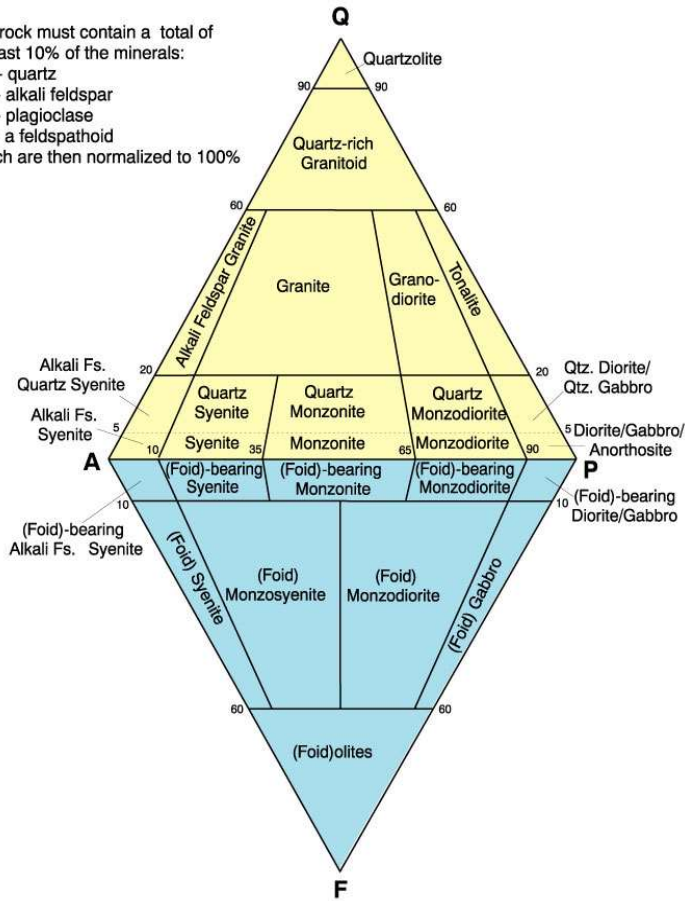 Q
rock must contain a total of
ast 10% of the minerals:
- quartz
- alkali feldspar
- plagioclase
a feldspathoid
ch are then normalized to 100%
Quartzolite
90
90
Quartz-rich
Granitoid
60
60
Alkali Feldspar Granite
Granite
Grano-
diorite
Tonalite
20
20
Alkali Fs.
Quartz Syenite
Quartz
Syenite
Quartz
Monzonite
Quartz
Monzodiorite
Qtz. Diorite/
Qtz. Gabbro
Alkali Fs.
Syenite
5
5
Diorite/Gabbro/
Anorthosite
10
Syenite
35
Monzonite
65
Monzodiorite
90
A
P
(Foid)-bearing
Syenite
(Foid)-bearing
Monzonite
(Foid)-bearing
Monzodiorite
10
10
(Foid)-bearing
Diorite/Gabbro
(Foid)-bearing
Alkali Fs. Syenite
(Foid) Syenite
(Foid)
Monzosyenite
(Foid)
Monzodiorite
(Foid) Gabbro
60
60
(Foid)olites
F